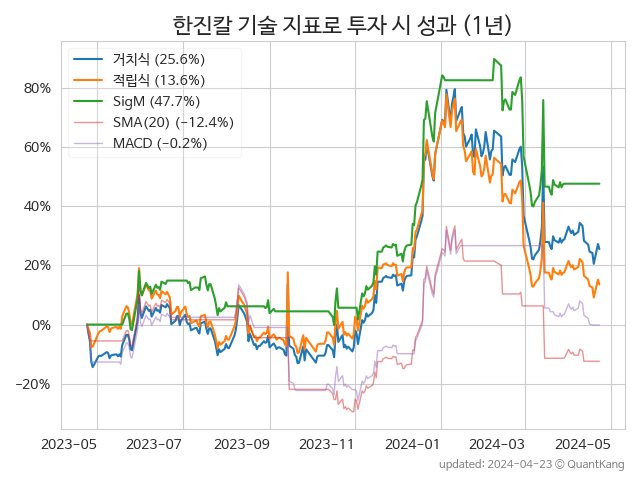 한진칼 기술 지표로 투자 시 성과 (1년)
거치식 (25.6%)
적립식 (13.6%)
SigM (47.7%)
SMA(20) (−12.4%)
MACD (−0.2%)
80%
60%
40%
20%
0%
−20%
2023−05 2023−07 2023−09 2023−11 2024−01 2024−03 2024−05
updated: 2024−04−23 © QuantKang